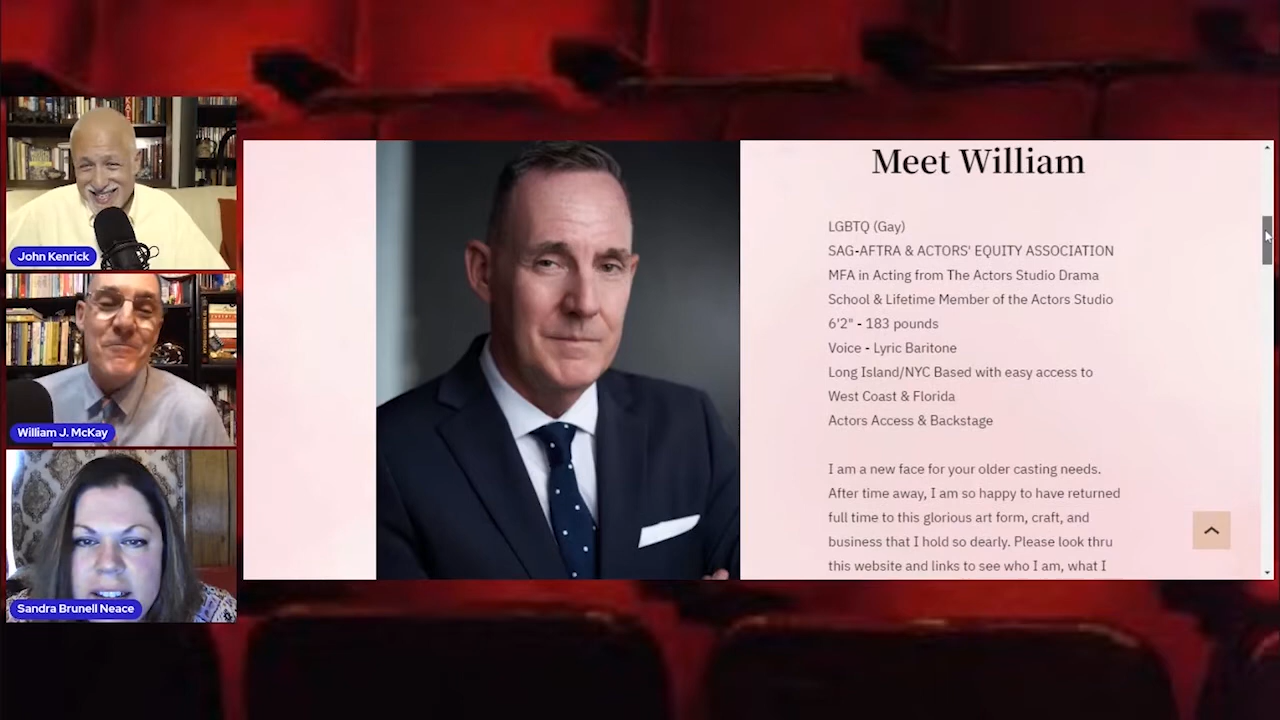 John Kenrick
William J. McKay
Sandra Brunell Neace
Meet William
LGBTQ (Gay)
SAG-AFTRA & ACTORS' EQUITY ASSOCIATION
MFA in Acting from The Actors Studio Drama
School & Lifetime Member of the Actors Studio
6'2" - 183 pounds
Voice - Lyric Baritone
Long Island/NYC Based with easy access to
West Coast & Florida
Actors Access & Backstage
I am a new face for your older casting needs.
After time away, I am so happy to have returned
full time to this glorious art form, craft, and
business that I hold so dearly. Please look thru
this website and links to see who I am, what I